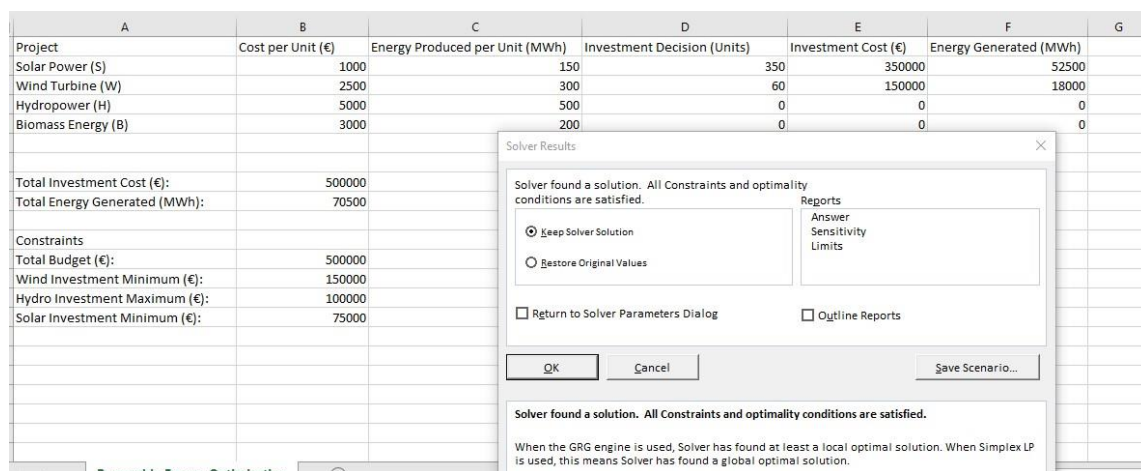 A B C D E F G
Project Cost per Unit (€) Energy Produced per Unit (MWh) Investment Decision (Units) Investment Cost (€) Energy Generated (MWh)
Solar Power (S) 1000 150 350 350000 52500
Wind Turbine (W) 2500 300 60 150000 18000
Hydropower (H) 5000 500 0 0 0
Biomass Energy (B) 3000 200 0 0 0
Total Investment Cost (€): 500000
Total Energy Generated (MWh): 70500
Constraints
Total Budget (€): 500000
Wind Investment Minimum (€): 150000
Hydro Investment Maximum (€): 100000
Solar Investment Minimum (€): 75000
Solver Results
Solver found a solution. All Constraints and optimality
conditions are satisfied.
Keep Solver Solution
Restore Original Values
Reports
Answer
Sensitivity
Limits
Return to Solver Parameters Dialog
Outline Reports
OK Cancel Save Scenario...
Solver found a solution. All Constraints and optimality conditions are satisfied.
When the GRG engine is used, Solver has found at least a local optimal solution. When Simplex LP
is used, this means Solver has found a global optimal solution.